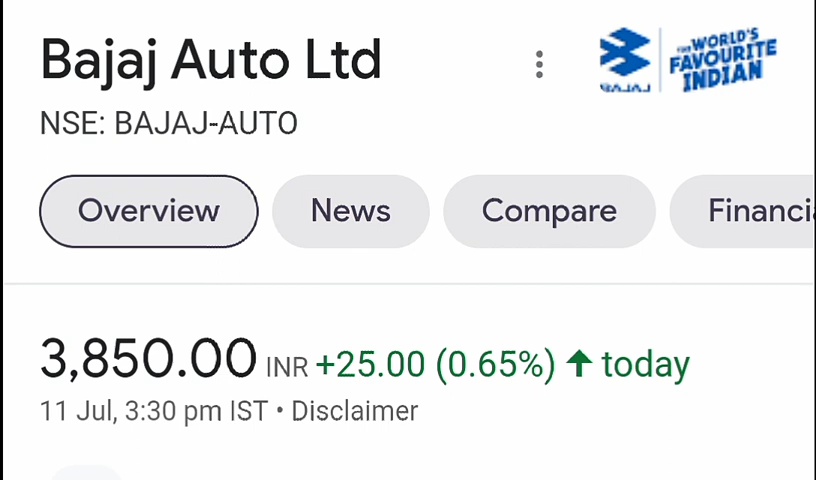 Bajaj Auto Ltd
BAJAJ
THE WORLD'S
FAVOURITE
INDIAN
NSE: BAJAJ-AUTO
Overview News Compare Financi
3,850.00 INR +25.00 (0.65%) ↑ today
11 Jul, 3:30 pm IST • Disclaimer